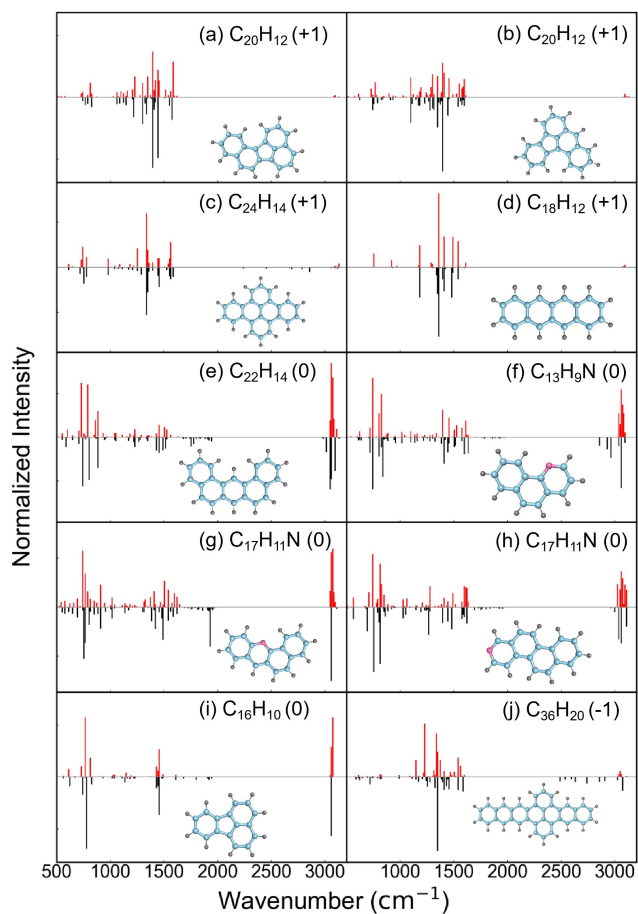 (a) C₂₀H₁₂ (+1)
(b) C₂₀H₁₂ (+1)
(c) C₂₄H₁₄ (+1)
(d) C₁₈H₁₂ (+1)
(e) C₂₂H₁₄ (0)
(f) C₁₃H₉N (0)
(g) C₁₇H₁₁N (0)
(h) C₁₇H₁₁N (0)
(i) C₁₆H₁₀ (0)
(j) C₃₆H₂₀ (-1)
Normalized Intensity
500 1000 1500 2000 2500 3000 1000 1500 2000 2500 3000
Wavenumber (cm⁻¹)